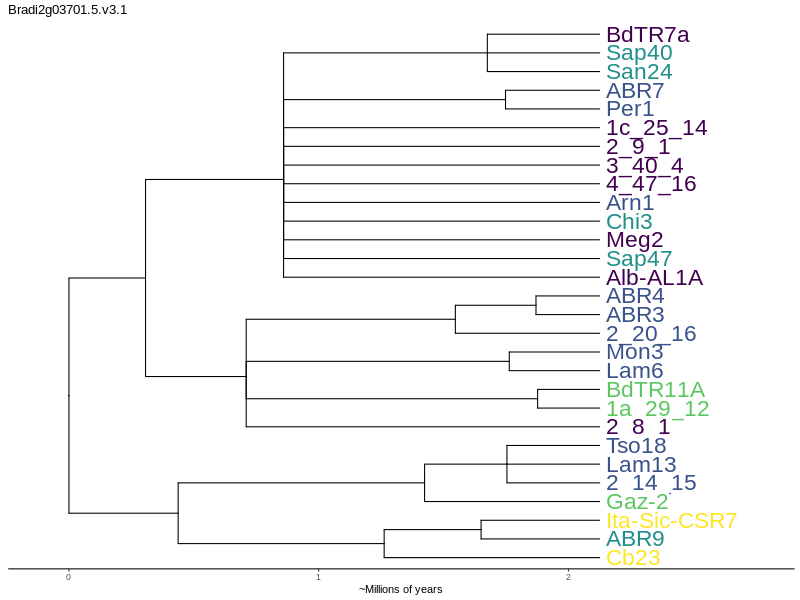 Bradi2g03701.5.v3.1
BdTR7a
Sap40
San24
ABR7
Per1
1c_25_14
2_9_1
3_40_4
4_47_16
Arn1
Chi3
Meg2
Sap47
Alb-AL1A
ABR4
ABR3
2_20_16
Mon3
Lam6
BdTR11A
1a_29_12
2_8_1
Tso18
Lam13
2_14_15
Gaz-2
Ita-Sic-CSR7
ABR9
Cb23
0 1 2
~Millions of years